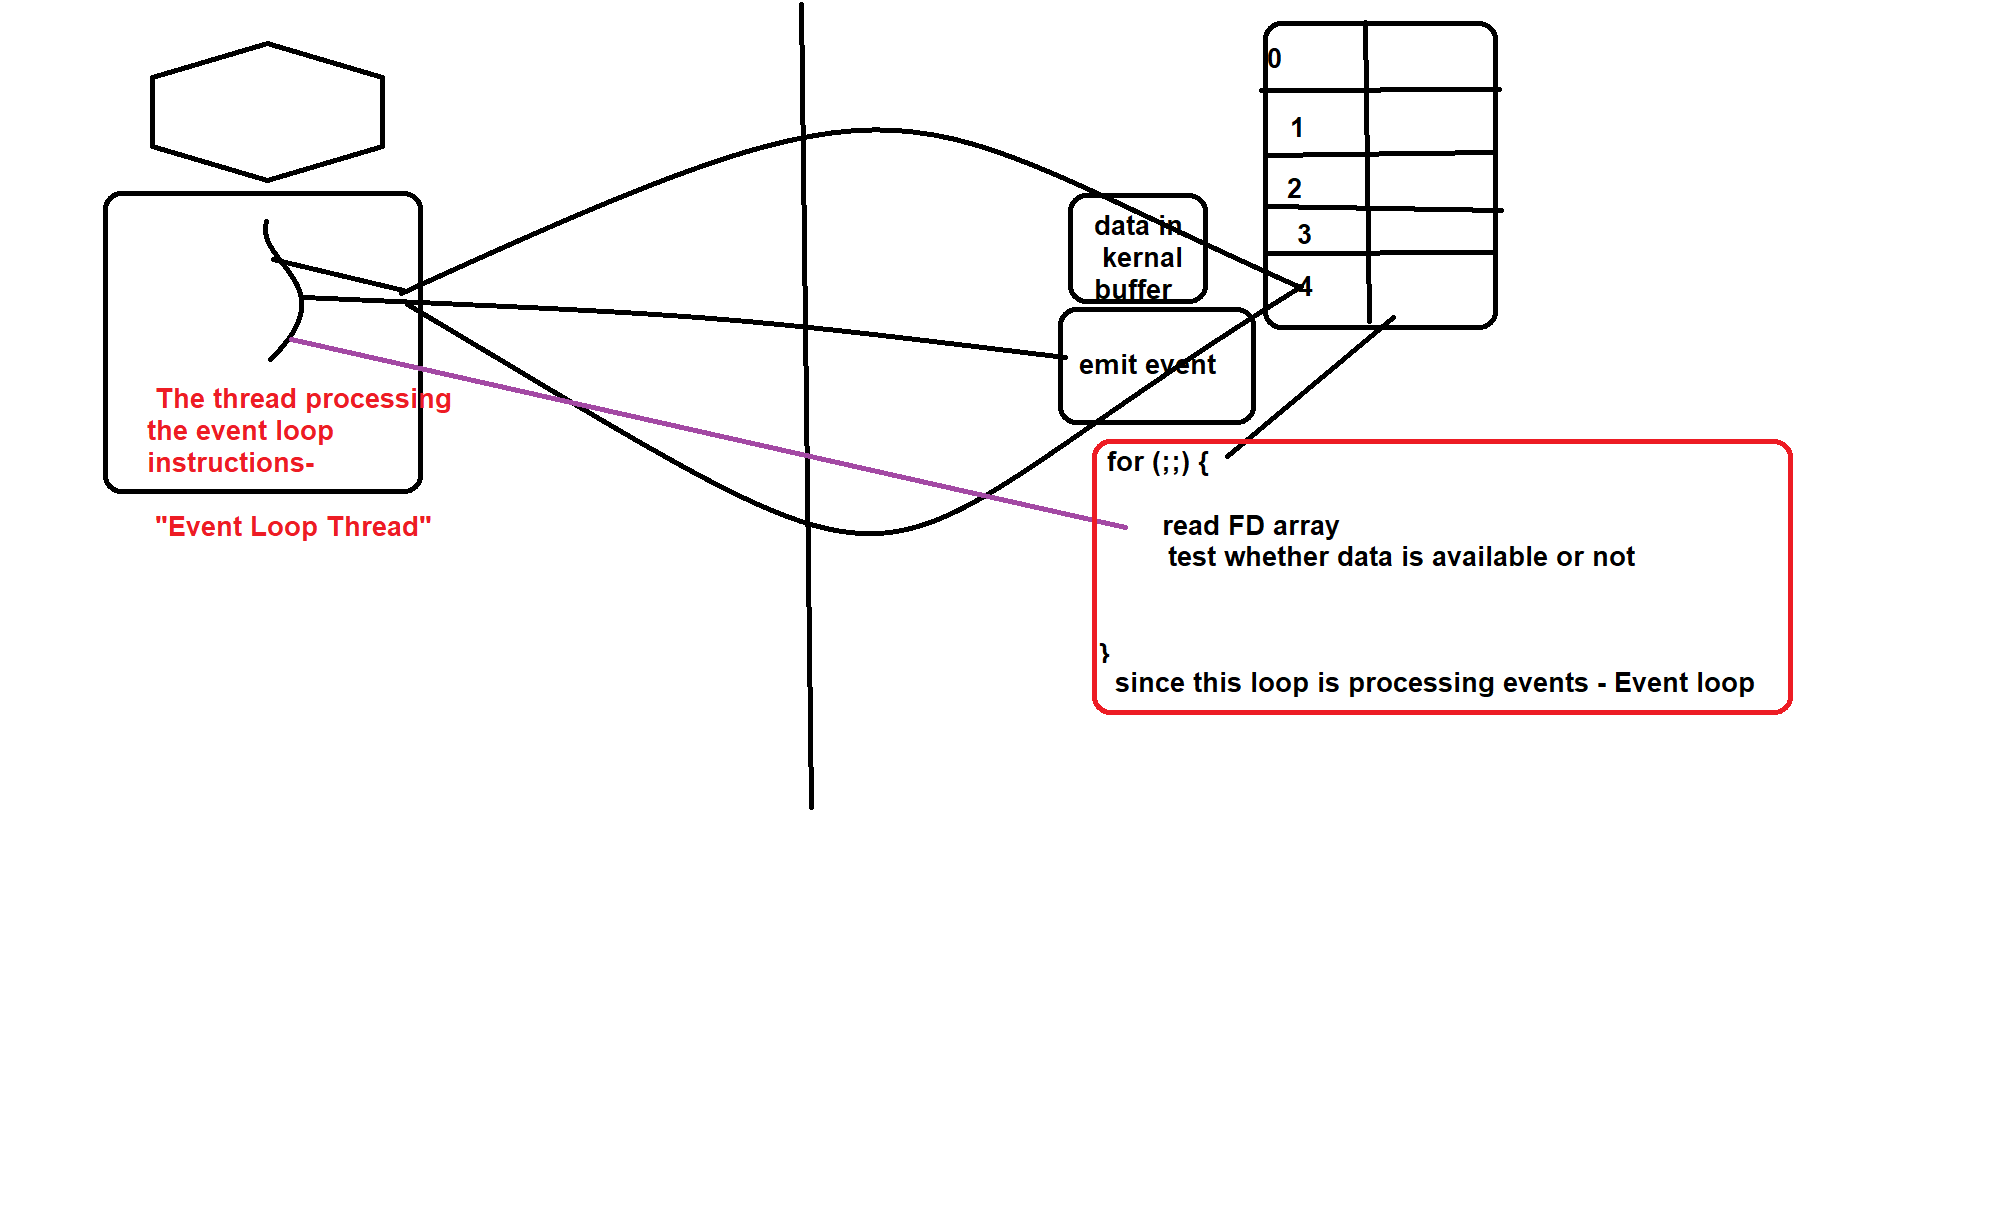 0
1
2
3
4
data in
kernal
buffer
emit event
The thread processing
the event loop
instructions-
"Event Loop Thread"
for (;;) {
read FD array
test whether data is available or not
}
since this loop is processing events - Event loop